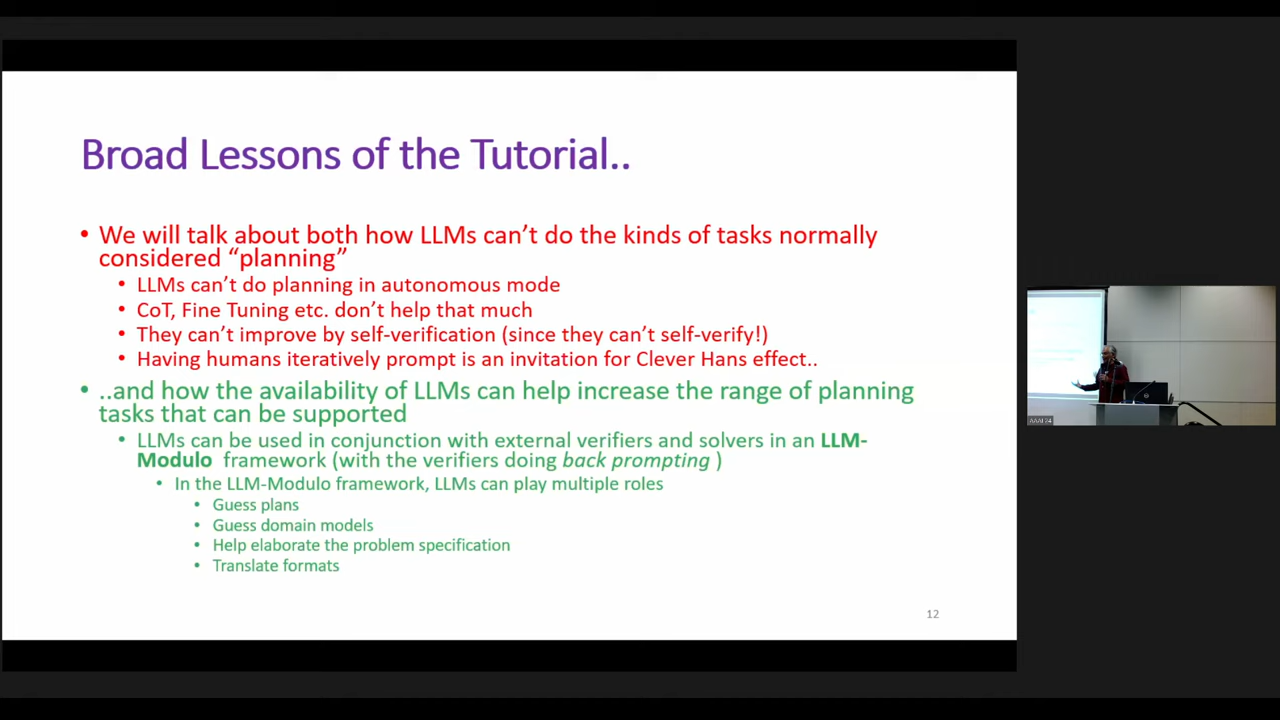 Broad Lessons of the Tutorial..
• We will talk about both how LLMs can't do the kinds of tasks normally
considered “planning”
• LLMs can't do planning in autonomous mode
• CoT, Fine Tuning etc. don't help that much
• They can't improve by self-verification (since they can't self-verify!)
• Having humans iteratively prompt is an invitation for Clever Hans effect..
• ..and how the availability of LLMs can help increase the range of planning
tasks that can be supported
• LLMs can be used in conjunction with external verifiers and solvers in an LLM-
Modulo framework (with the verifiers doing back prompting )
• In the LLM-Modulo framework, LLMs can play multiple roles
• Guess plans
• Guess domain models
• Help elaborate the problem specification
• Translate formats
12
AAAI 24